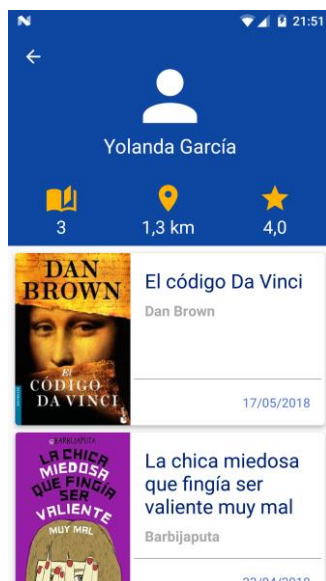 21:51
Yolanda García
3
1,3 km
4,0
DAN
BROWN
El
CÓDIGO
DA VINCI
El código Da Vinci
Dan Brown
17/05/2018
@BARBIJAPUTA
LA CHICA
MIEDOSA
QUE FINGÍA
SER
VALIENTE
MUY MAL
La chica miedosa
que fingía ser
valiente muy mal
Barbijaputa